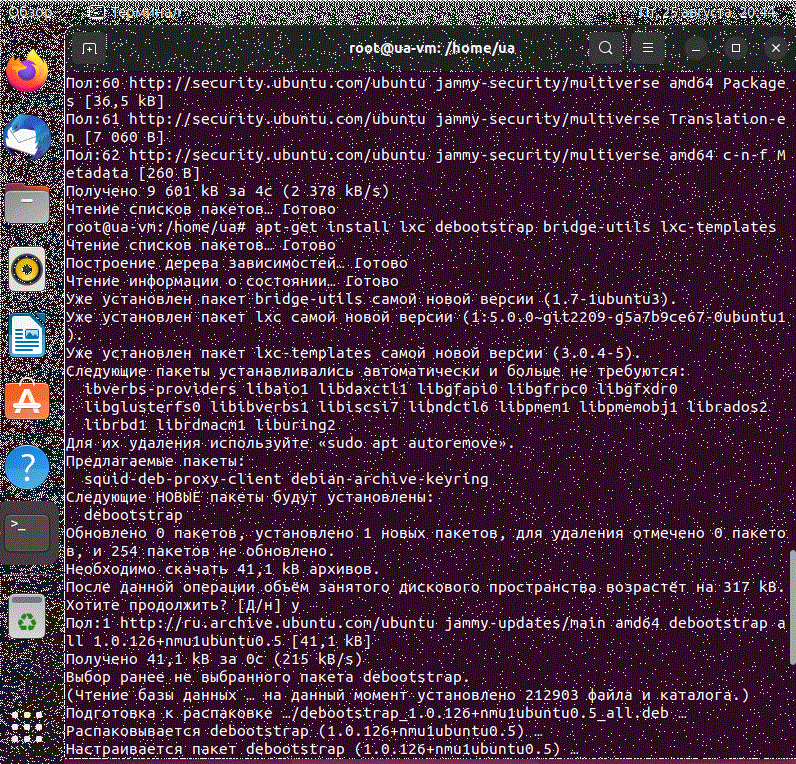 Обзор Терминал Пт, 25 августа 20:04
root@ua-vm: /home/ua
Пол:60 http://security.ubuntu.com/ubuntu jammy-security/multiverse amd64 Package
s [36,5 kB]
Пол:61 http://security.ubuntu.com/ubuntu jammy-security/multiverse Translation-e
n [7 060 B]
Пол:62 http://security.ubuntu.com/ubuntu jammy-security/multiverse amd64 c-n-f M
etadata [260 B]
Получено 9 601 kB за 4с (2 378 kB/s)
Чтение списков пакетов… Готово
root@ua-vm:/home/ua# apt-get install lxc debootstrap bridge-utils lxc-templates
Чтение списков пакетов… Готово
Построение дерева зависимостей… Готово
Чтение информации о состоянии… Готово
Уже установлен пакет bridge-utils самой новой версии (1.7-1ubuntu3).
Уже установлен пакет lxc самой новой версии (1:5.0.0~git2209-g5a7b9ce67-0ubuntu1
).
Уже установлен пакет lxc-templates самой новой версии (3.0.4-5).
Следующие пакеты устанавливались автоматически и больше не требуются:
ibverbs-providers libaio1 libdaxctl1 libgfapi0 libgfrpc0 libgfxdr0
libglusterfs0 libibverbs1 libiscsi7 libndctl6 libpmem1 libpmemobj1 librados2
librbd1 librdmacm1 liburing2
Для их удаления используйте «sudo apt autoremove».
Предлагаемые пакеты:
squid-deb-proxy-client debian-archive-keyring
Следующие НОВЫЕ пакеты будут установлены:
debootstrap
Обновлено 0 пакетов, установлено 1 новых пакетов, для удаления отмечено 0 пакето
в, и 254 пакетов не обновлено.
Необходимо скачать 41,1 kB архивов.
После данной операции объём занятого дискового пространства возрастёт на 317 kB.
Хотите продолжить? [Д/н] y
Пол:1 http://ru.archive.ubuntu.com/ubuntu jammy-updates/main amd64 debootstrap a
ll 1.0.126+nmu1ubuntu0.5 [41,1 kB]
Получено 41,1 kB за 0с (215 kB/s)
Выбор ранее не выбранного пакета debootstrap.
(Чтение базы данных … на данный момент установлено 212903 файла и каталога.)
Подготовка к распаковке …/debootstrap_1.0.126+nmu1ubuntu0.5_all.deb …
Распаковывается debootstrap (1.0.126+nmu1ubuntu0.5) …
Настраивается пакет debootstrap (1.0.126+nmu1ubuntu0.5) …